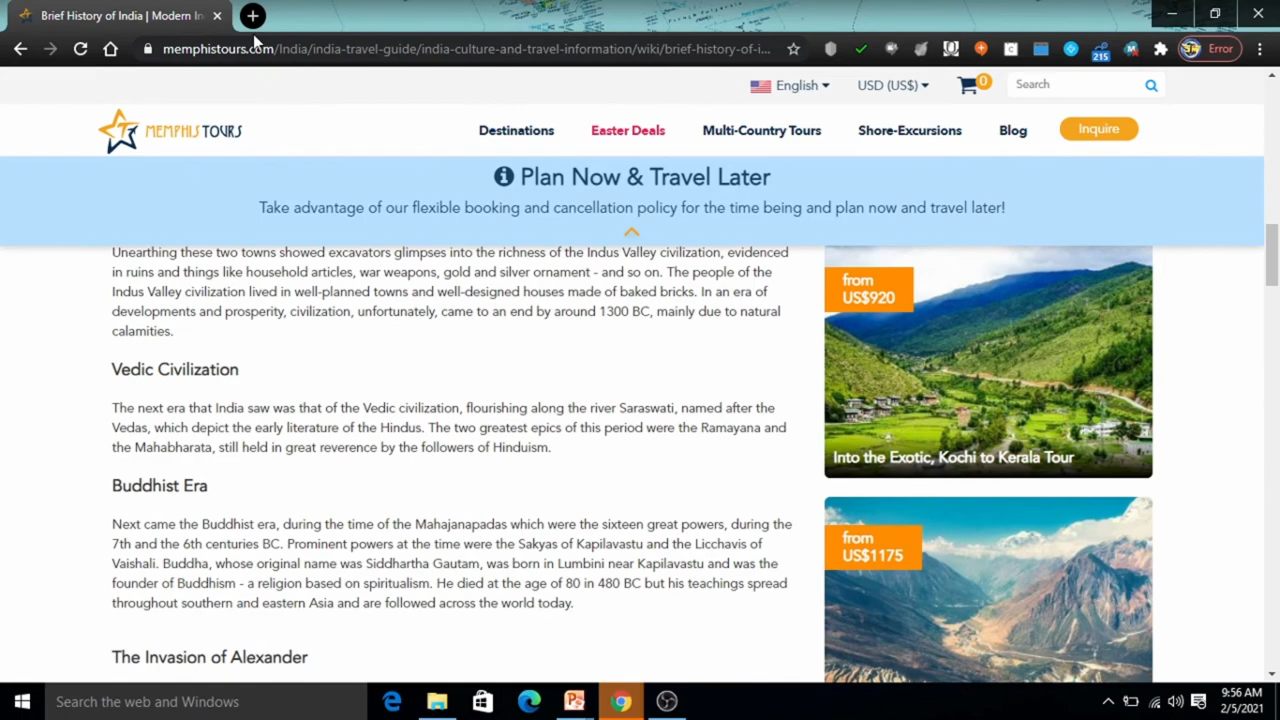 Brief History of India | Modern In
memphistours.com/India/india-travel-guide/india-culture-and-travel-information/wiki/brief-history-of-i...
215
Error
English
USD (US$)
0
Search
MEMPHIS TOURS
Destinations
Easter Deals
Multi-Country Tours
Shore-Excursions
Blog
Inquire
Plan Now & Travel Later
Take advantage of our flexible booking and cancellation policy for the time being and plan now and travel later!
Unearthing these two towns showed excavators glimpses into the richness of the Indus Valley civilization, evidenced
in ruins and things like household articles, war weapons, gold and silver ornament - and so on. The people of the
Indus Valley civilization lived in well-planned towns and well-designed houses made of baked bricks. In an era of
developments and prosperity, civilization, unfortunately, came to an end by around 1300 BC, mainly due to natural
calamities.
Vedic Civilization
The next era that India saw was that of the Vedic civilization, flourishing along the river Saraswati, named after the
Vedas, which depict the early literature of the Hindus. The two greatest epics of this period were the Ramayana and
the Mahabharata, still held in great reverence by the followers of Hinduism.
Buddhist Era
Next came the Buddhist era, during the time of the Mahajanapadas which were the sixteen great powers, during the
7th and the 6th centuries BC. Prominent powers at the time were the Sakyas of Kapilavastu and the Licchavis of
Vaishali. Buddha, whose original name was Siddhartha Gautam, was born in Lumbini near Kapilavastu and was the
founder of Buddhism - a religion based on spiritualism. He died at the age of 80 in 480 BC but his teachings spread
throughout southern and eastern Asia and are followed across the world today.
The Invasion of Alexander
from
US$920
Into the Exotic, Kochi to Kerala Tour
from
US$1175
Search the web and Windows
9:56 AM
2/5/2021